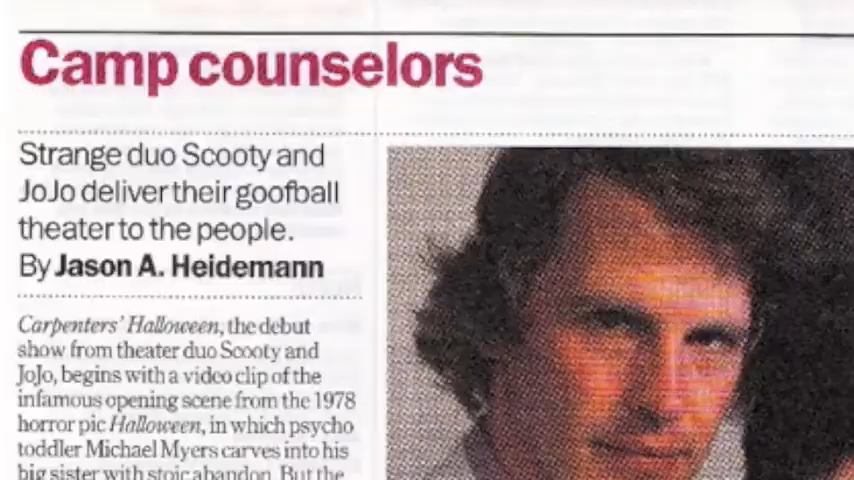 Camp counselors
Strange duo Scooty and
JoJo deliver their goofball
theater to the people.
By Jason A. Heidemann
Carpenters' Halloween, the debut
show from theater duo Scooty and
JoJo, begins with a video clip of the
infamous opening scene from the 1978
horror pic Halloween, in which psycho
toddler Michael Myers carves into his
big sister with stoic abandon. But the